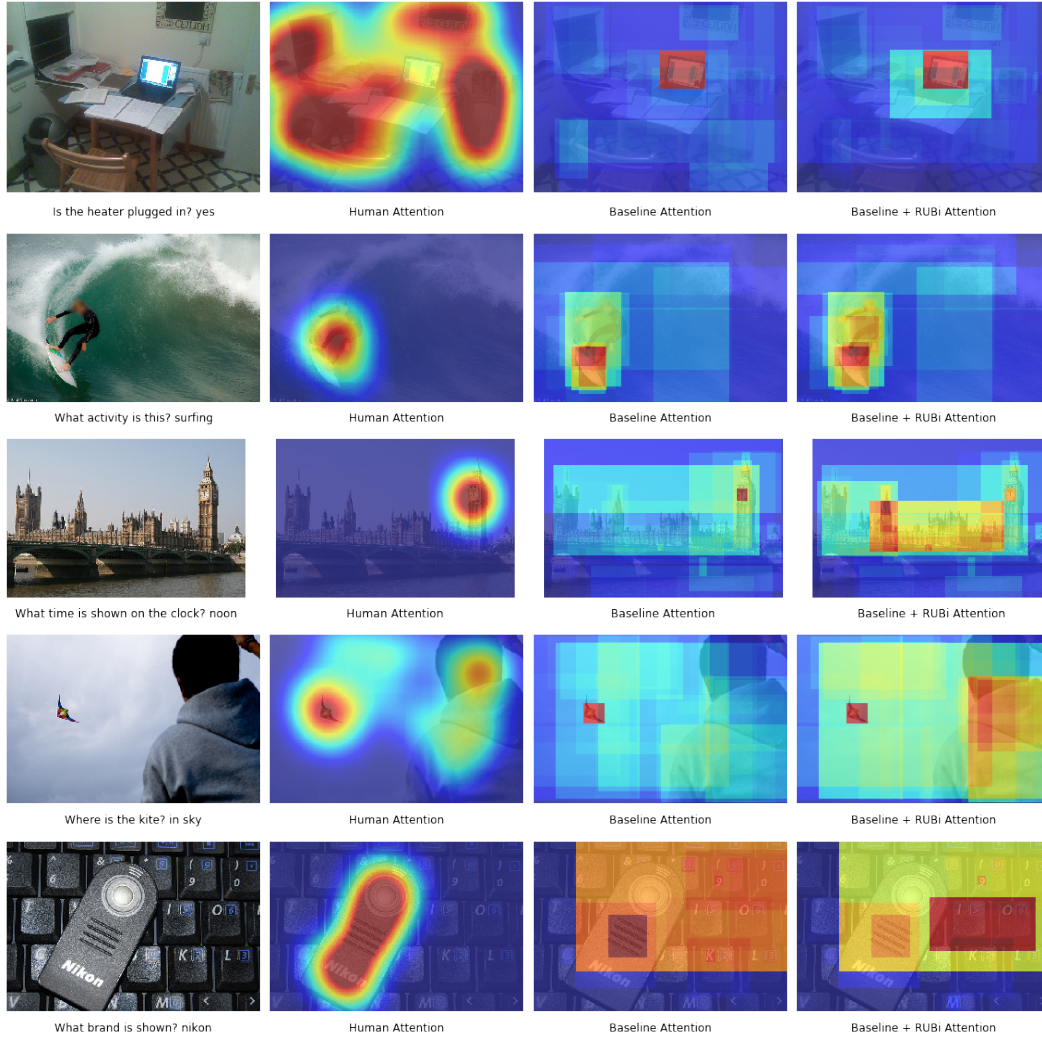 Is the heater plugged in? yes
Human Attention
Baseline Attention
Baseline + RUBi Attention
What activity is this? surfing
Human Attention
Baseline Attention
Baseline + RUBi Attention
What time is shown on the clock? noon
Human Attention
Baseline Attention
Baseline + RUBi Attention
Where is the kite? in sky
Human Attention
Baseline Attention
Baseline + RUBi Attention
Nikon
What brand is shown? nikon
Human Attention
Baseline Attention
Baseline + RUBi Attention